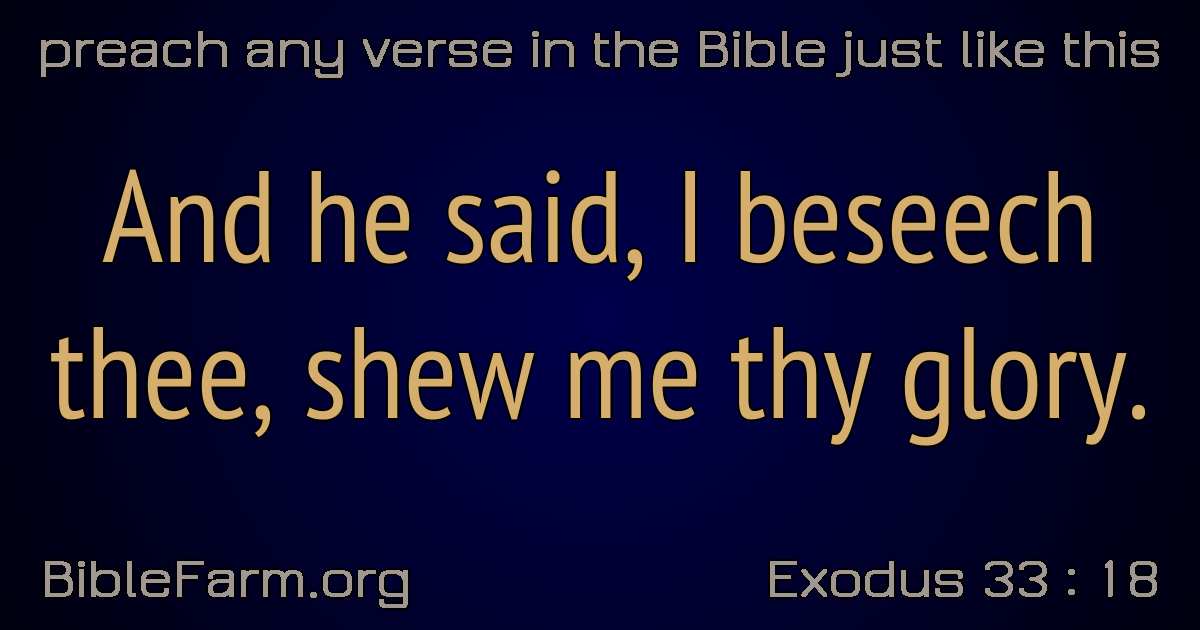 preach any verse in the Bible just like this
And he said, I beseech
thee, shew me thy glory.
BibleFarm.org
Exodus 33 : 18